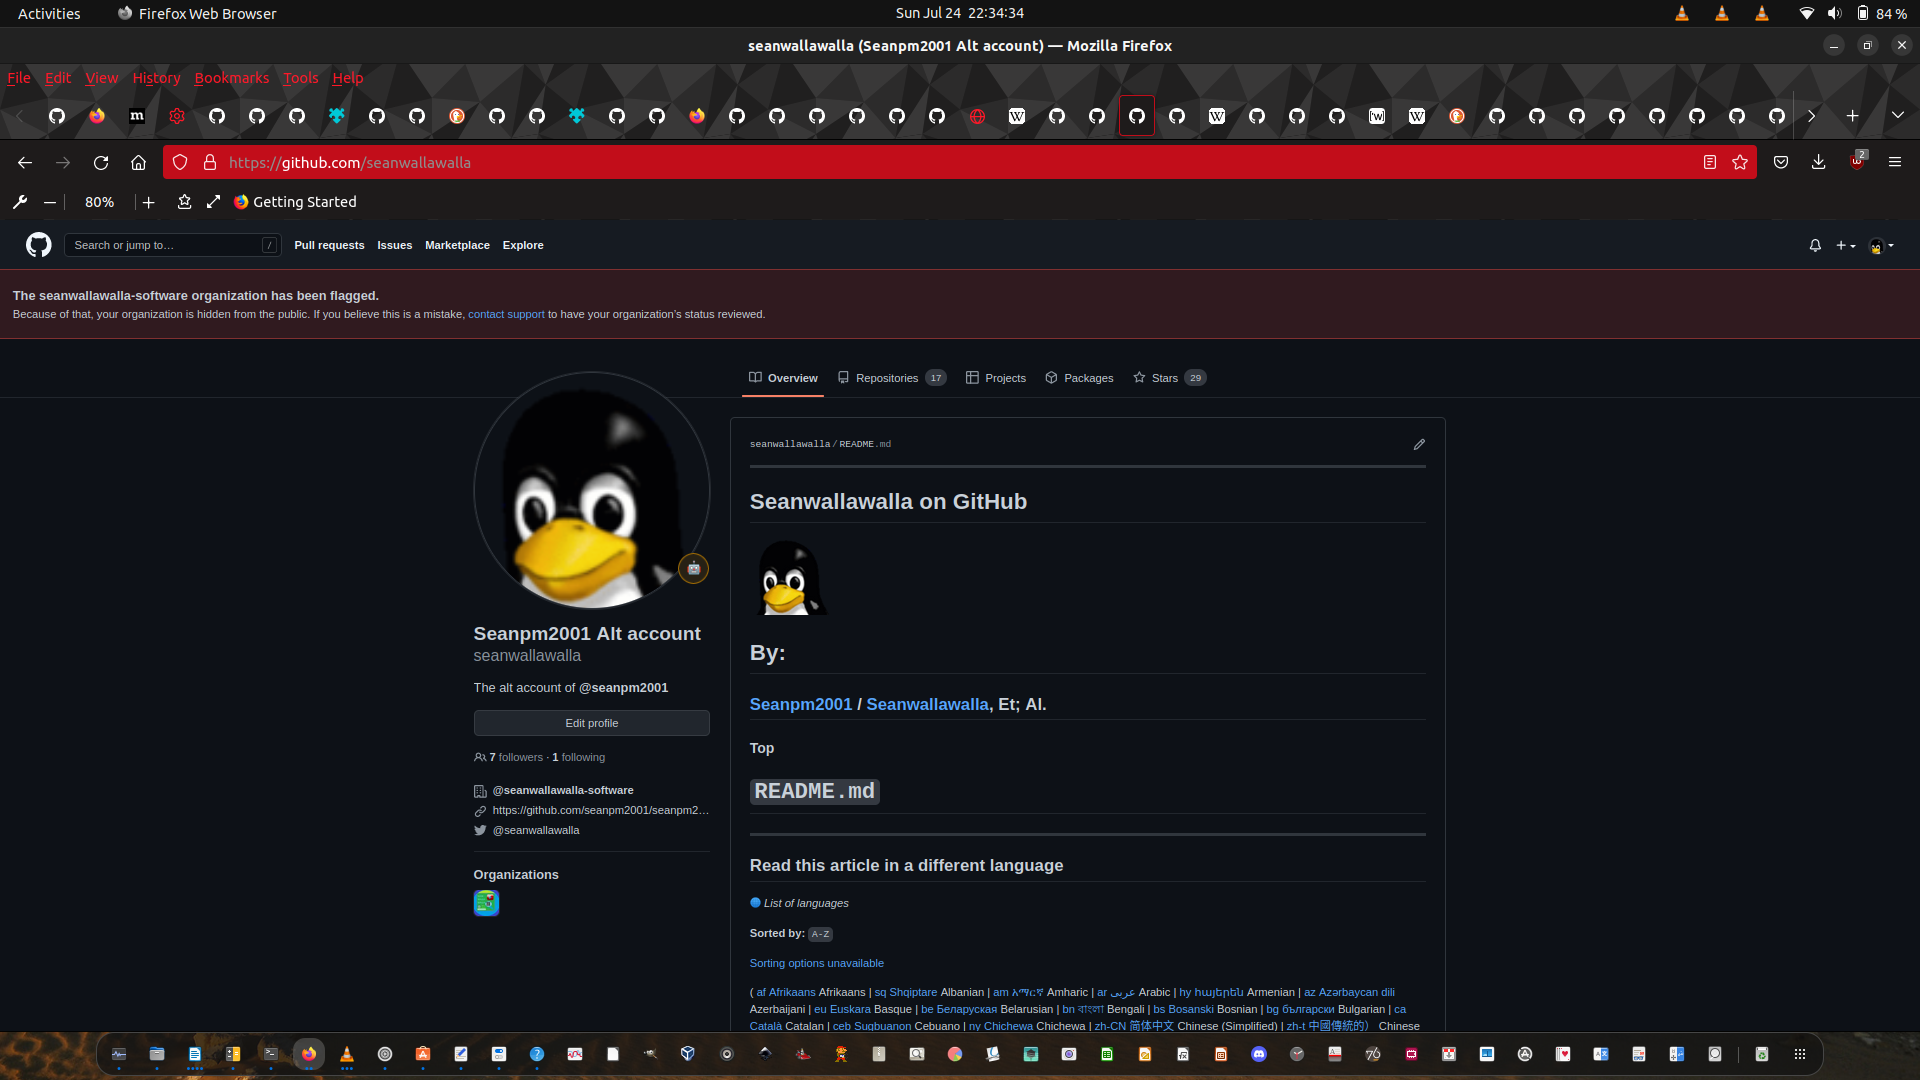 Activities Firefox Web Browser Sun Jul 24 22:34:34 84 %
seanwallawalla (Seanpm2001 Alt account) — Mozilla Firefox
File Edit View History Bookmarks Tools Help
https://github.com/seanwallawalla 2
80% Getting Started
Search or jump to… / Pull requests Issues Marketplace Explore
The seanwallawalla-software organization has been flagged.
Because of that, your organization is hidden from the public. If you believe this is a mistake, contact support to have your organization's status reviewed.
Overview Repositories 17 Projects Packages Stars 29
Seanpm2001 Alt account
seanwallawalla
The alt account of @seanpm2001
Edit profile
7 followers · 1 following
@seanwallawalla-software
https://github.com/seanpm2001/seanpm2…
@seanwallawalla
Organizations
seanwallawalla/README.md
Seanwallawalla on GitHub
By:
Seanpm2001 / Seanwallawalla, Et; Al.
Top
README.md
Read this article in a different language
List of languages
Sorted by: A-Z
Sorting options unavailable
( af Afrikaans Afrikaans | sq Shqiptare Albanian | am አማርኛ Amharic | ar عربى Arabic | hy հայերեն Armenian | az Azərbaycan dili
Azerbaijani | eu Euskara Basque | be Беларуская Belarusian | bn বাংলা Bengali | bs Bosanski Bosnian | bg български Bulgarian | ca
Català Catalan | ceb Sugbuanon Cebuano | ny Chichewa Chichewa | zh-CN 简体中文 Chinese (Simplified) | zh-t 中國傳統的） Chinese